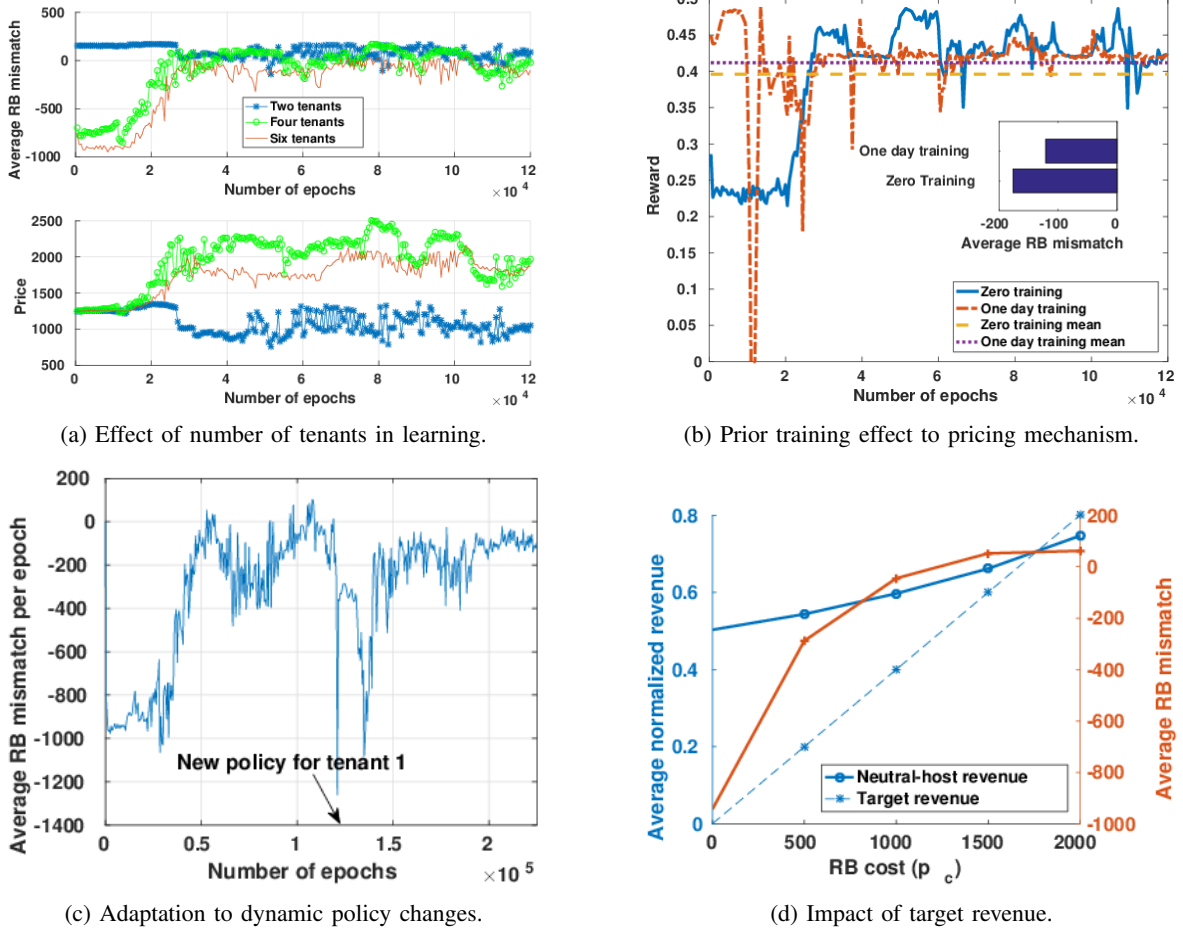 500
0
-500
-1000
Average RB mismatch
Two tenants
Four tenants
Six tenants
0 2 4 6 8 10 12
Number of epochs
× 10 4
2500
2000
1500
1000
500
Price
0 2 4 6 8 10 12
Number of epochs
× 10 4
(a) Effect of number of tenants in learning.
0.5
0.45
0.4
0.35
0.3
0.25
0.2
0.15
0.1
0.05
0
Reward
One day training
Zero Training
-200 -100 0
Average RB mismatch
Zero training
One day training
Zero training mean
One day training mean
0 2 4 6 8 10 12
Number of epochs
× 10 4
(b) Prior training effect to pricing mechanism.
200
0
-200
-400
-600
-800
-1000
-1200
-1400
Average RB mismatch per epoch
New policy for tenant 1
0 0.5 1 1.5 2
Number of epochs
× 10 5
(c) Adaptation to dynamic policy changes.
0.8
0.6
0.4
0.2
0
Average normalized revenue
200
0
-200
-400
-600
-800
-1000
Average RB mismatch
Neutral-host revenue
Target revenue
0 500 1000 1500 2000
RB cost (p c)
(d) Impact of target revenue.